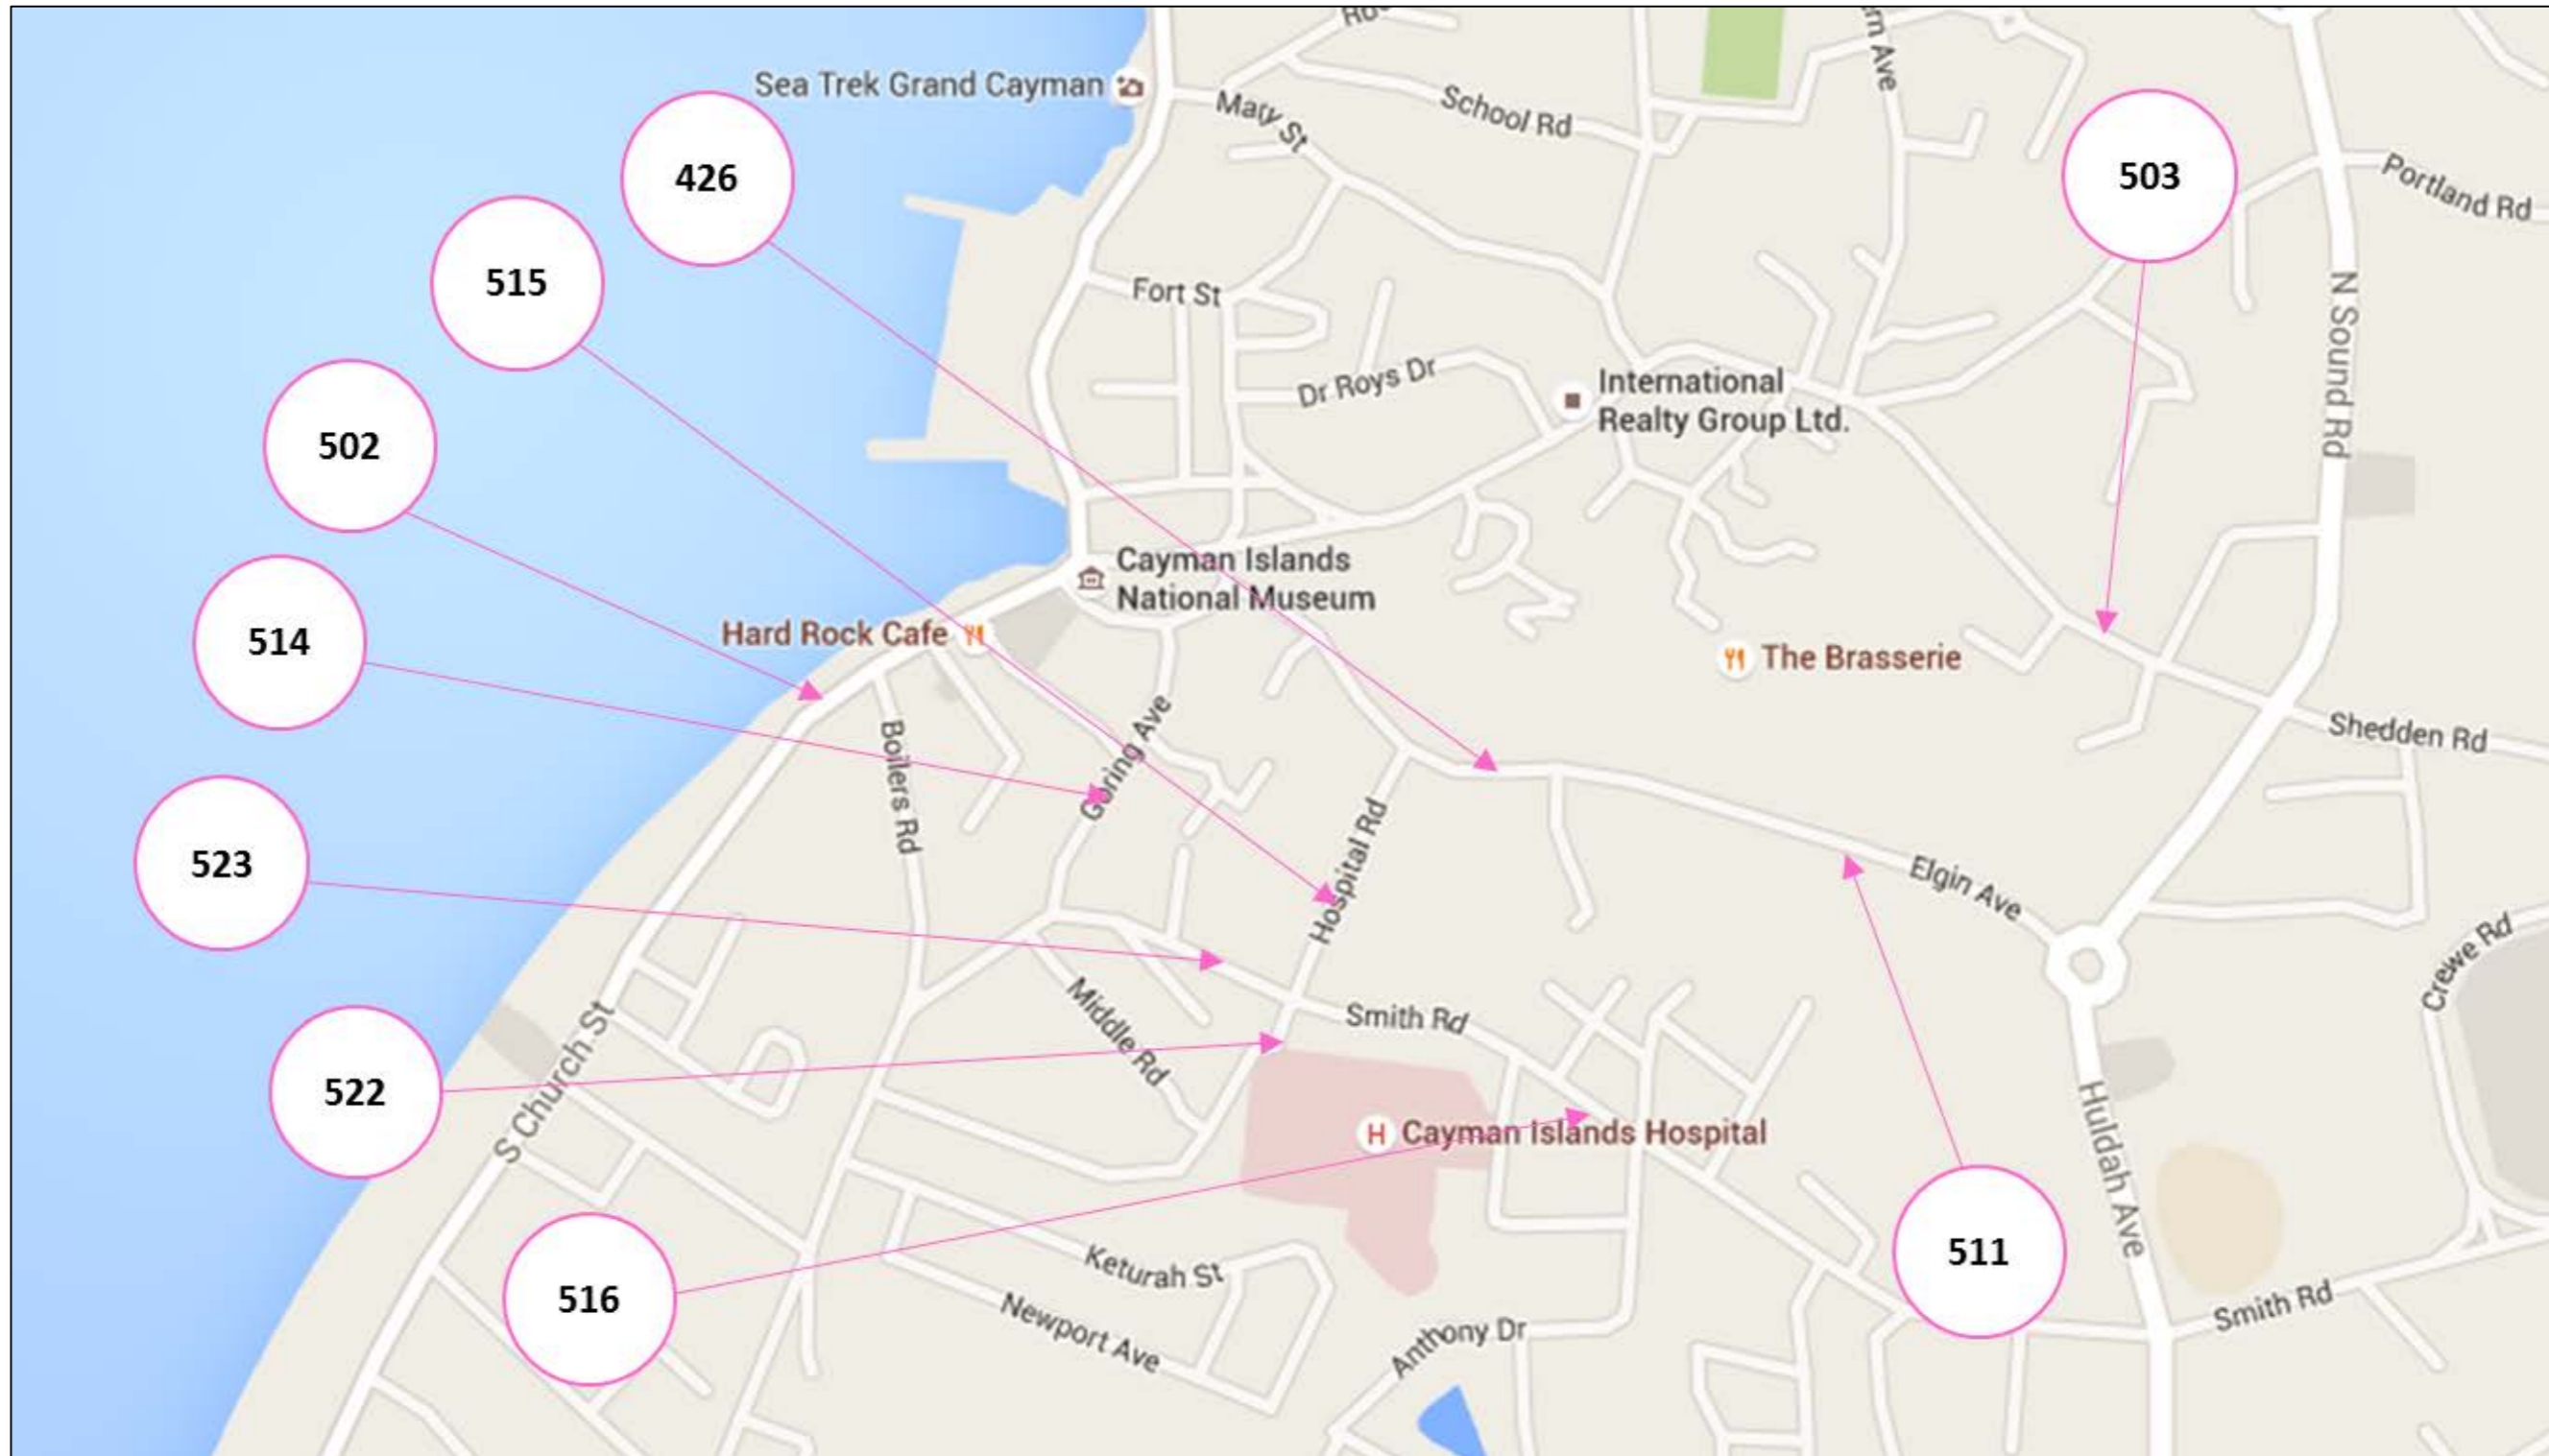 Sea Trek Grand Cayman
Mary St
School Rd
426
503
Portland Rd
515
Fort St
N Sound Rd
Dr Roys Dr
International
Realty Group Ltd.
502
Cayman Islands
National Museum
Hard Rock Cafe
514
The Brasserie
Shedden Rd
Goring Ave
Boilers Rd
Hospital Rd
523
Elgin Ave
Crewe Rd
Middle Rd
Smith Rd
S Church St
522
Cayman Islands Hospital
Huldah Ave
511
Keturah St
516
Newport Ave
Anthony Dr
Smith Rd